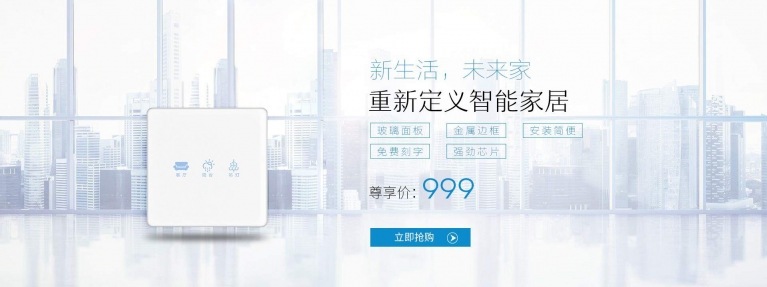 新生活，未来家
重新定义智能家居
玻璃面板 金属边框 安装简便
免费刻字 强劲芯片
尊享价：999
立即抢购